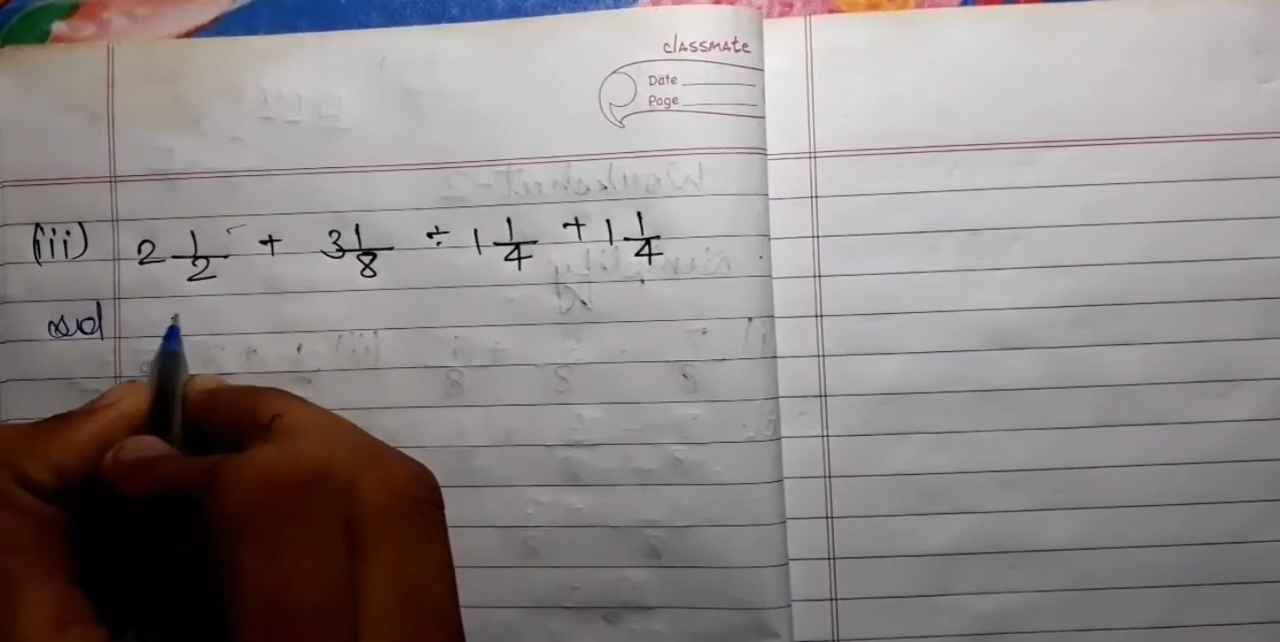 classmate
Date
Page
(iii) 2 1/2 + 3 1/8 ÷ 1 1/4 + 1 1/4
sol